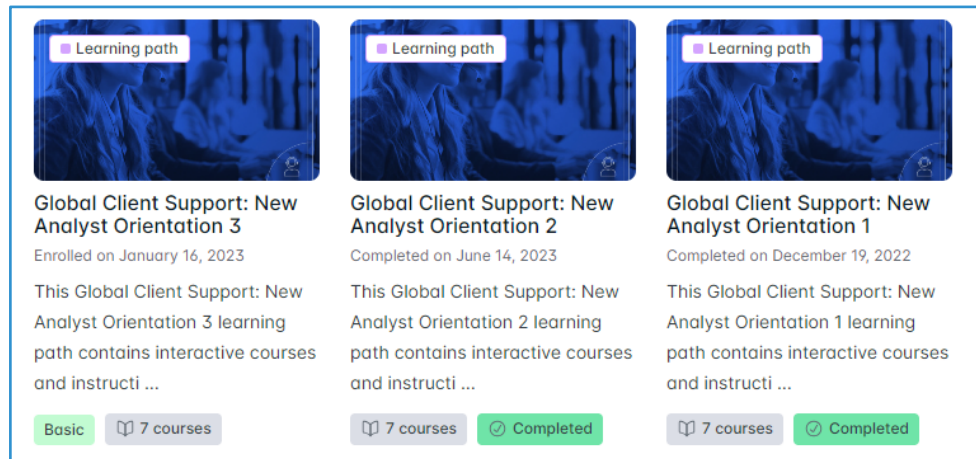 Learning path
Global Client Support: New
Analyst Orientation 3
Enrolled on January 16, 2023
This Global Client Support: New
Analyst Orientation 3 learning
path contains interactive courses
and instructi ...
Basic
7 courses
Learning path
Global Client Support: New
Analyst Orientation 2
Completed on June 14, 2023
This Global Client Support: New
Analyst Orientation 2 learning
path contains interactive courses
and instructi ...
7 courses
Completed
Learning path
Global Client Support: New
Analyst Orientation 1
Completed on December 19, 2022
This Global Client Support: New
Analyst Orientation 1 learning
path contains interactive courses
and instructi ...
7 courses
Completed